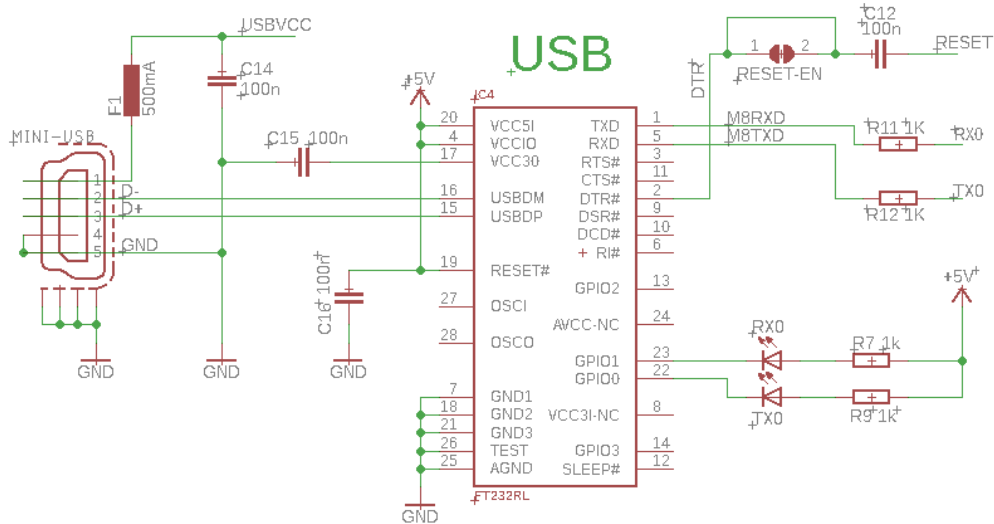 USBVCC
USB
C12
100n
RESET
1 2
RESET-EN
DTR
C14
100n
F1
500mA
+5V
IC4
MINI-USB
C15 100n
20 VCC5I TXD 1
4 VCCIO RXD 5
17 VCC30 RTS# 3
CTS# 11
16 USBDM DTR# 2
15 USBDP DSR# 9
DCD# 10
RI# 6
19 RESET# GPIO2 13
27 OSCI AVCC-NC 24
28 OSCO GPIO1 23
GPIO0 22
7 GND1 VCC3I-NC 8
18 GND2
21 GND3
26 TEST GPIO3 14
25 AGND SLEEP# 12
FT232RL
M8RXD
M8TXD
R11 1K
RX0
R12 1K
TX0
1
2 D-
3 D+
4
5 GND
C16 100n
GND
GND
GND
GND
+5V
RX0
R7 1k
TX0
R9 1k